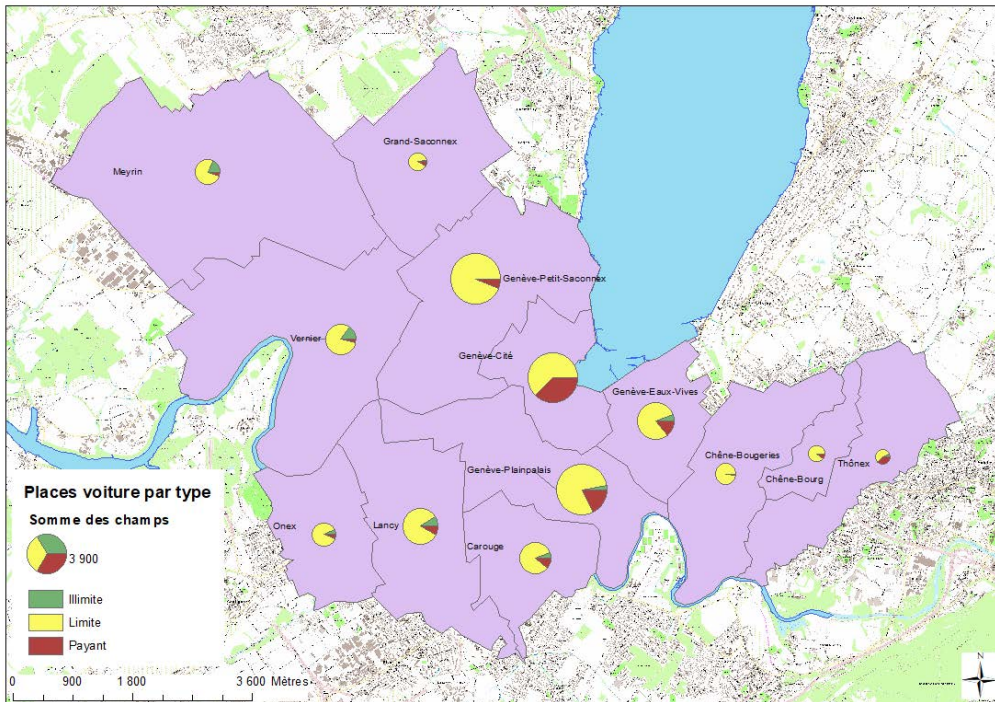 Grand-Saconnex
Meyrin
Genève-Petit-Saconnex
Vernier
Genève-Cité
Genève-Eaux-Vives
Chêne-Bougeries
Genève-Plainpalais
Thônex
Chêne-Bourg
Places voiture par type
Somme des champs
3 900
Onex
Lancy
Carouge
Illimite
Limite
Payant
0 900 1 800 3 600 Mètres
N